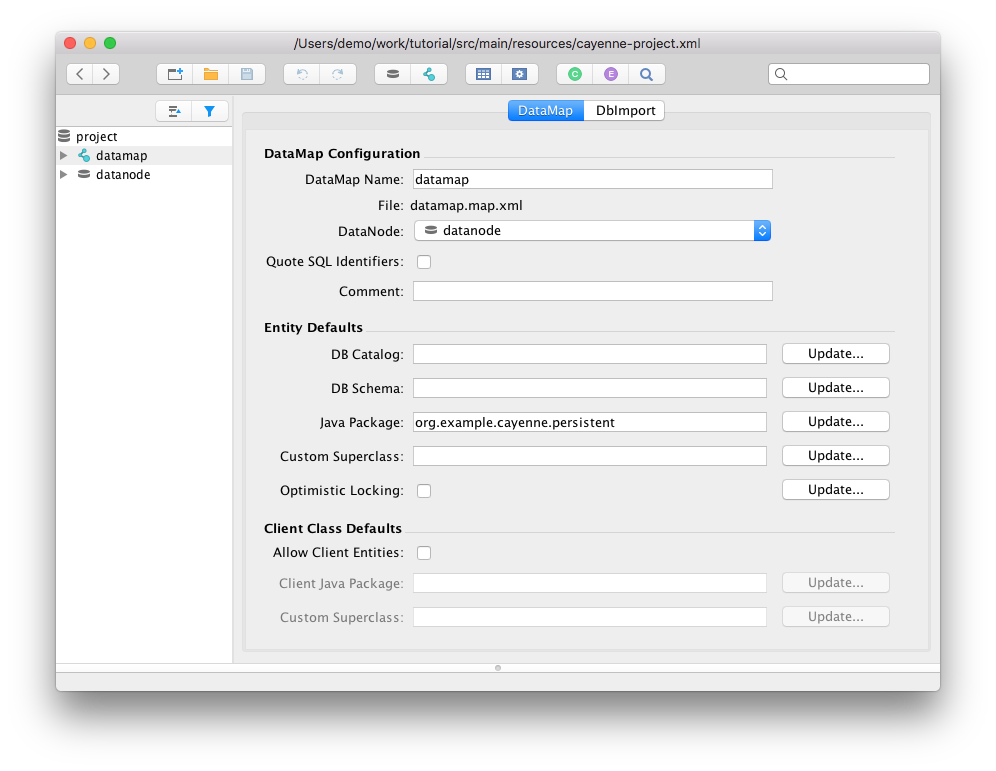 /Users/demo/work/tutorial/src/main/resources/cayenne-project.xml
C E
project
datamap
datanode
DataMap DbImport
DataMap Configuration
DataMap Name: datamap
File: datamap.map.xml
DataNode: datanode
Quote SQL Identifiers:
Comment:
Entity Defaults
DB Catalog: Update...
DB Schema: Update...
Java Package: org.example.cayenne.persistent Update...
Custom Superclass: Update...
Optimistic Locking: Update...
Client Class Defaults
Allow Client Entities:
Client Java Package: Update...
Custom Superclass: Update...